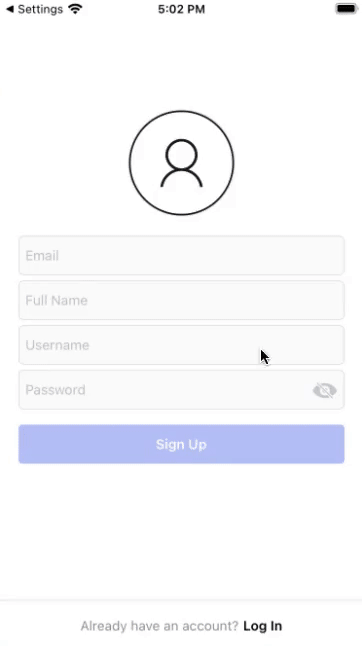 Settings 5:02 PM
Email
Full Name
Username
Password
Sign Up
Already have an account? Log In